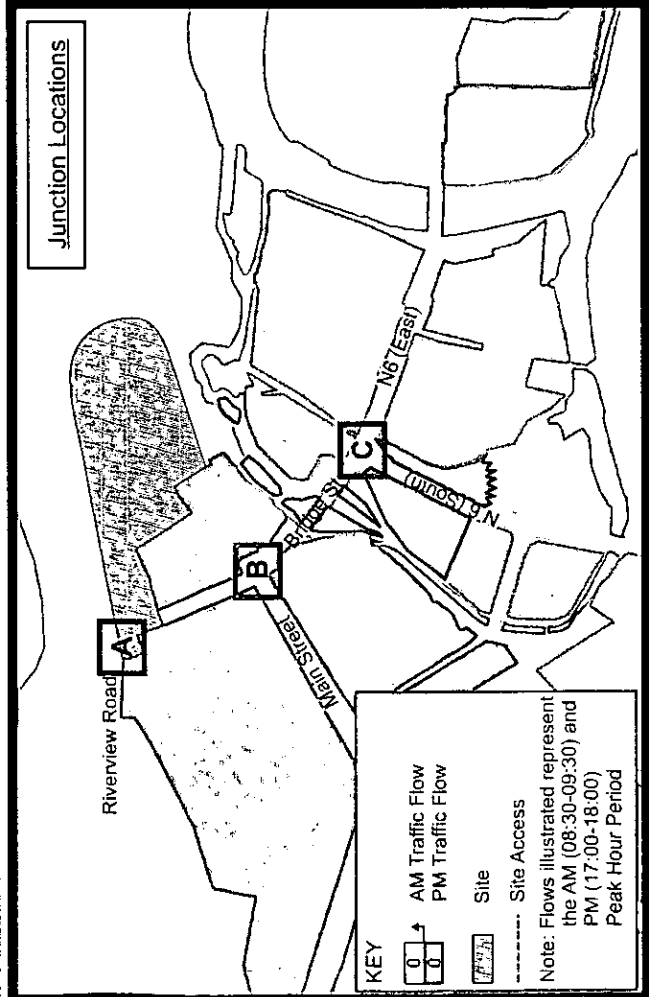 Junction Locations
Riverview Road
A
B
Main Street
Bridge St
C
N6 (East)
N6 (South)
KEY
0
0
AM Traffic Flow
PM Traffic Flow
Site
Site Access
Note: Flows illustrated represent
the AM (08:30-09:30) and
PM (17:00-18:00)
Peak Hour Period